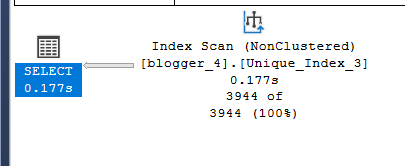 Index Scan (NonClustered)
[blogger_4].[Unique_Index_3]
0.177s
3944 of
3944 (100%)
SELECT
0.177s